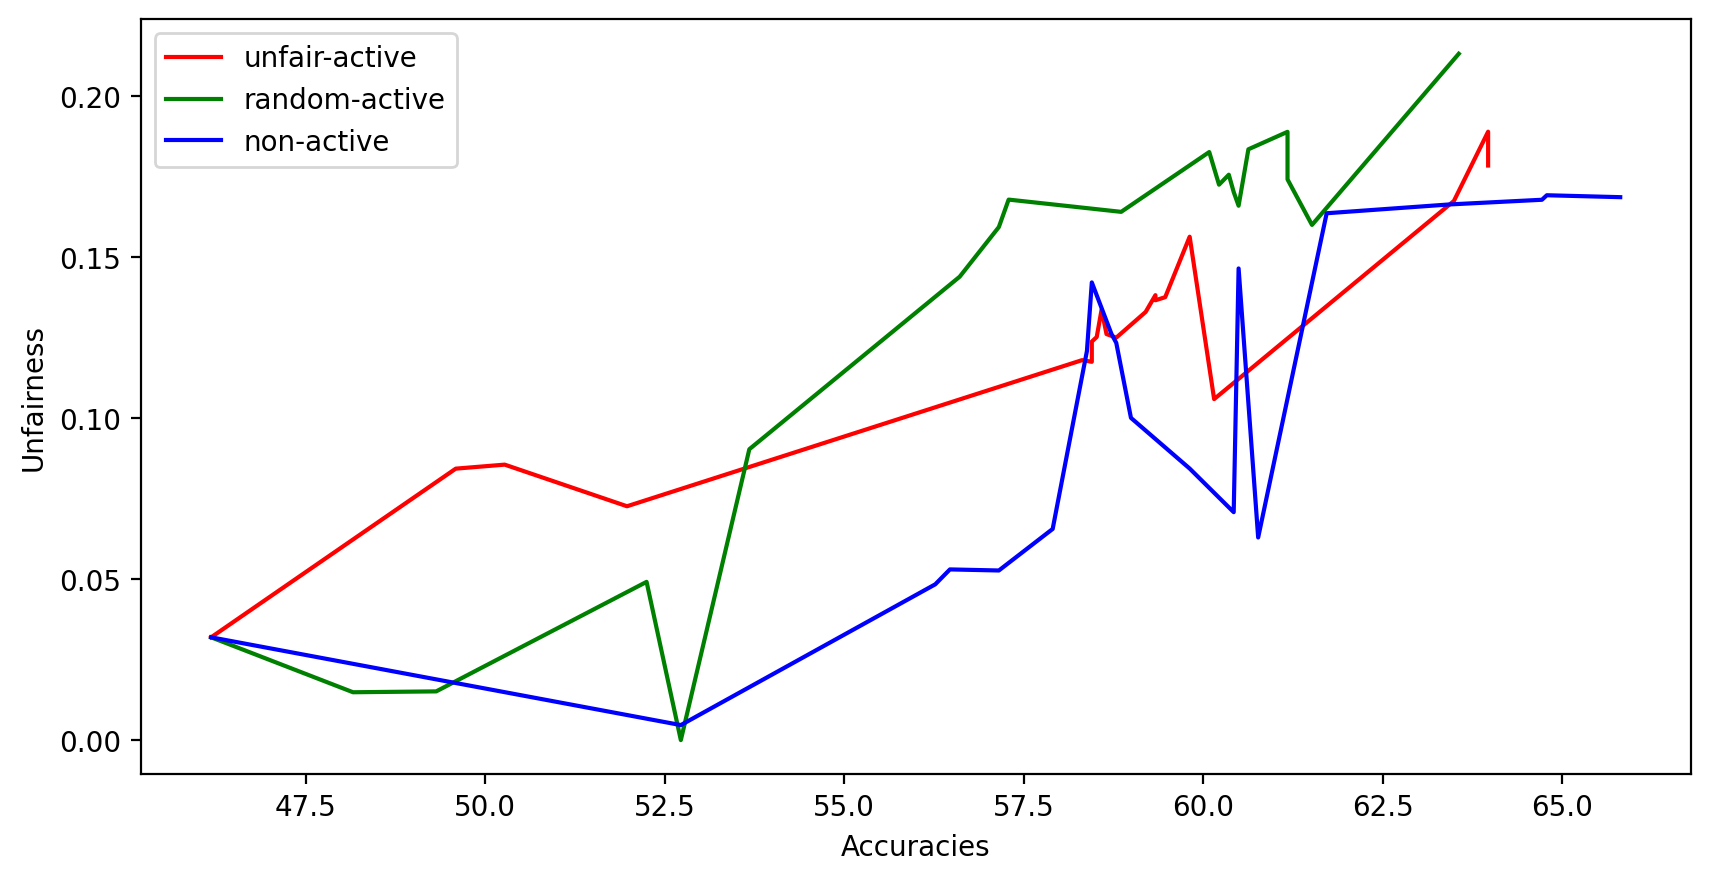 unfair-active
random-active
non-active
0.20
0.15
0.10
0.05
0.00
Unfairness
47.5 50.0 52.5 55.0 57.5 60.0 62.5 65.0
Accuracies